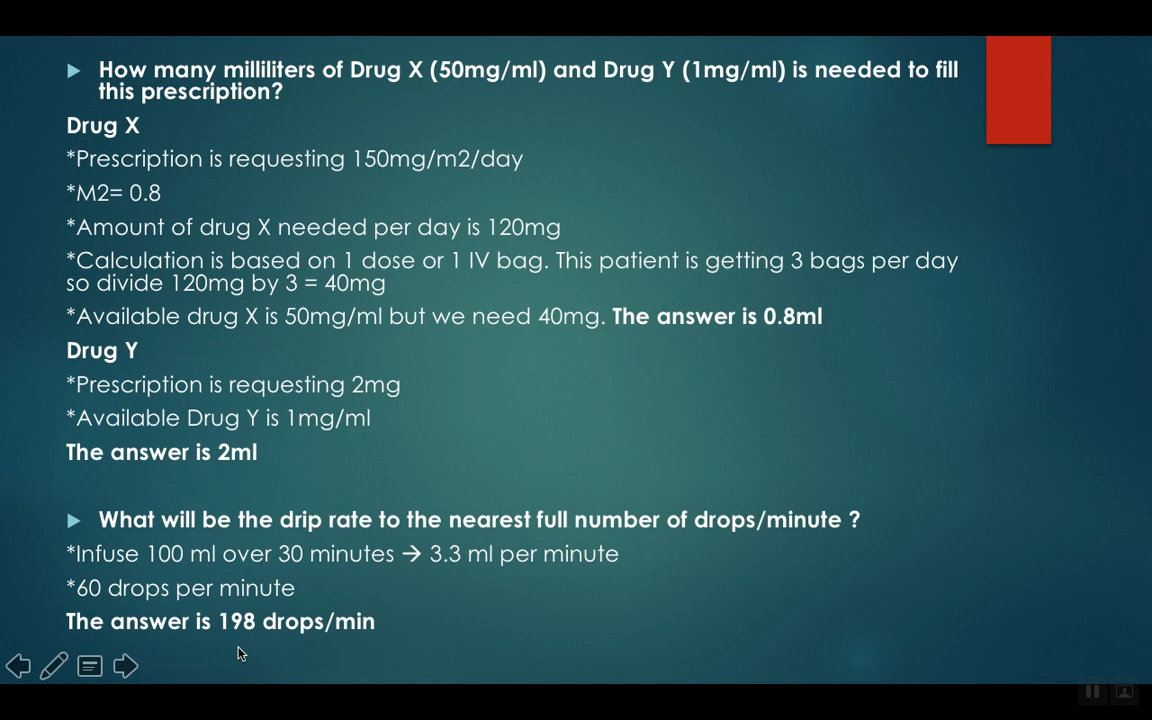 How many milliliters of Drug X (50mg/ml) and Drug Y (1mg/ml) is needed to fill
this prescription?
Drug X
*Prescription is requesting 150mg/m2/day
*M2= 0.8
*Amount of drug X needed per day is 120mg
*Calculation is based on 1 dose or 1 IV bag. This patient is getting 3 bags per day
so divide 120mg by 3 = 40mg
*Available drug X is 50mg/ml but we need 40mg. The answer is 0.8ml
Drug Y
*Prescription is requesting 2mg
*Available Drug Y is 1mg/ml
The answer is 2ml
What will be the drip rate to the nearest full number of drops/minute ?
*Infuse 100 ml over 30 minutes → 3.3 ml per minute
*60 drops per minute
The answer is 198 drops/min